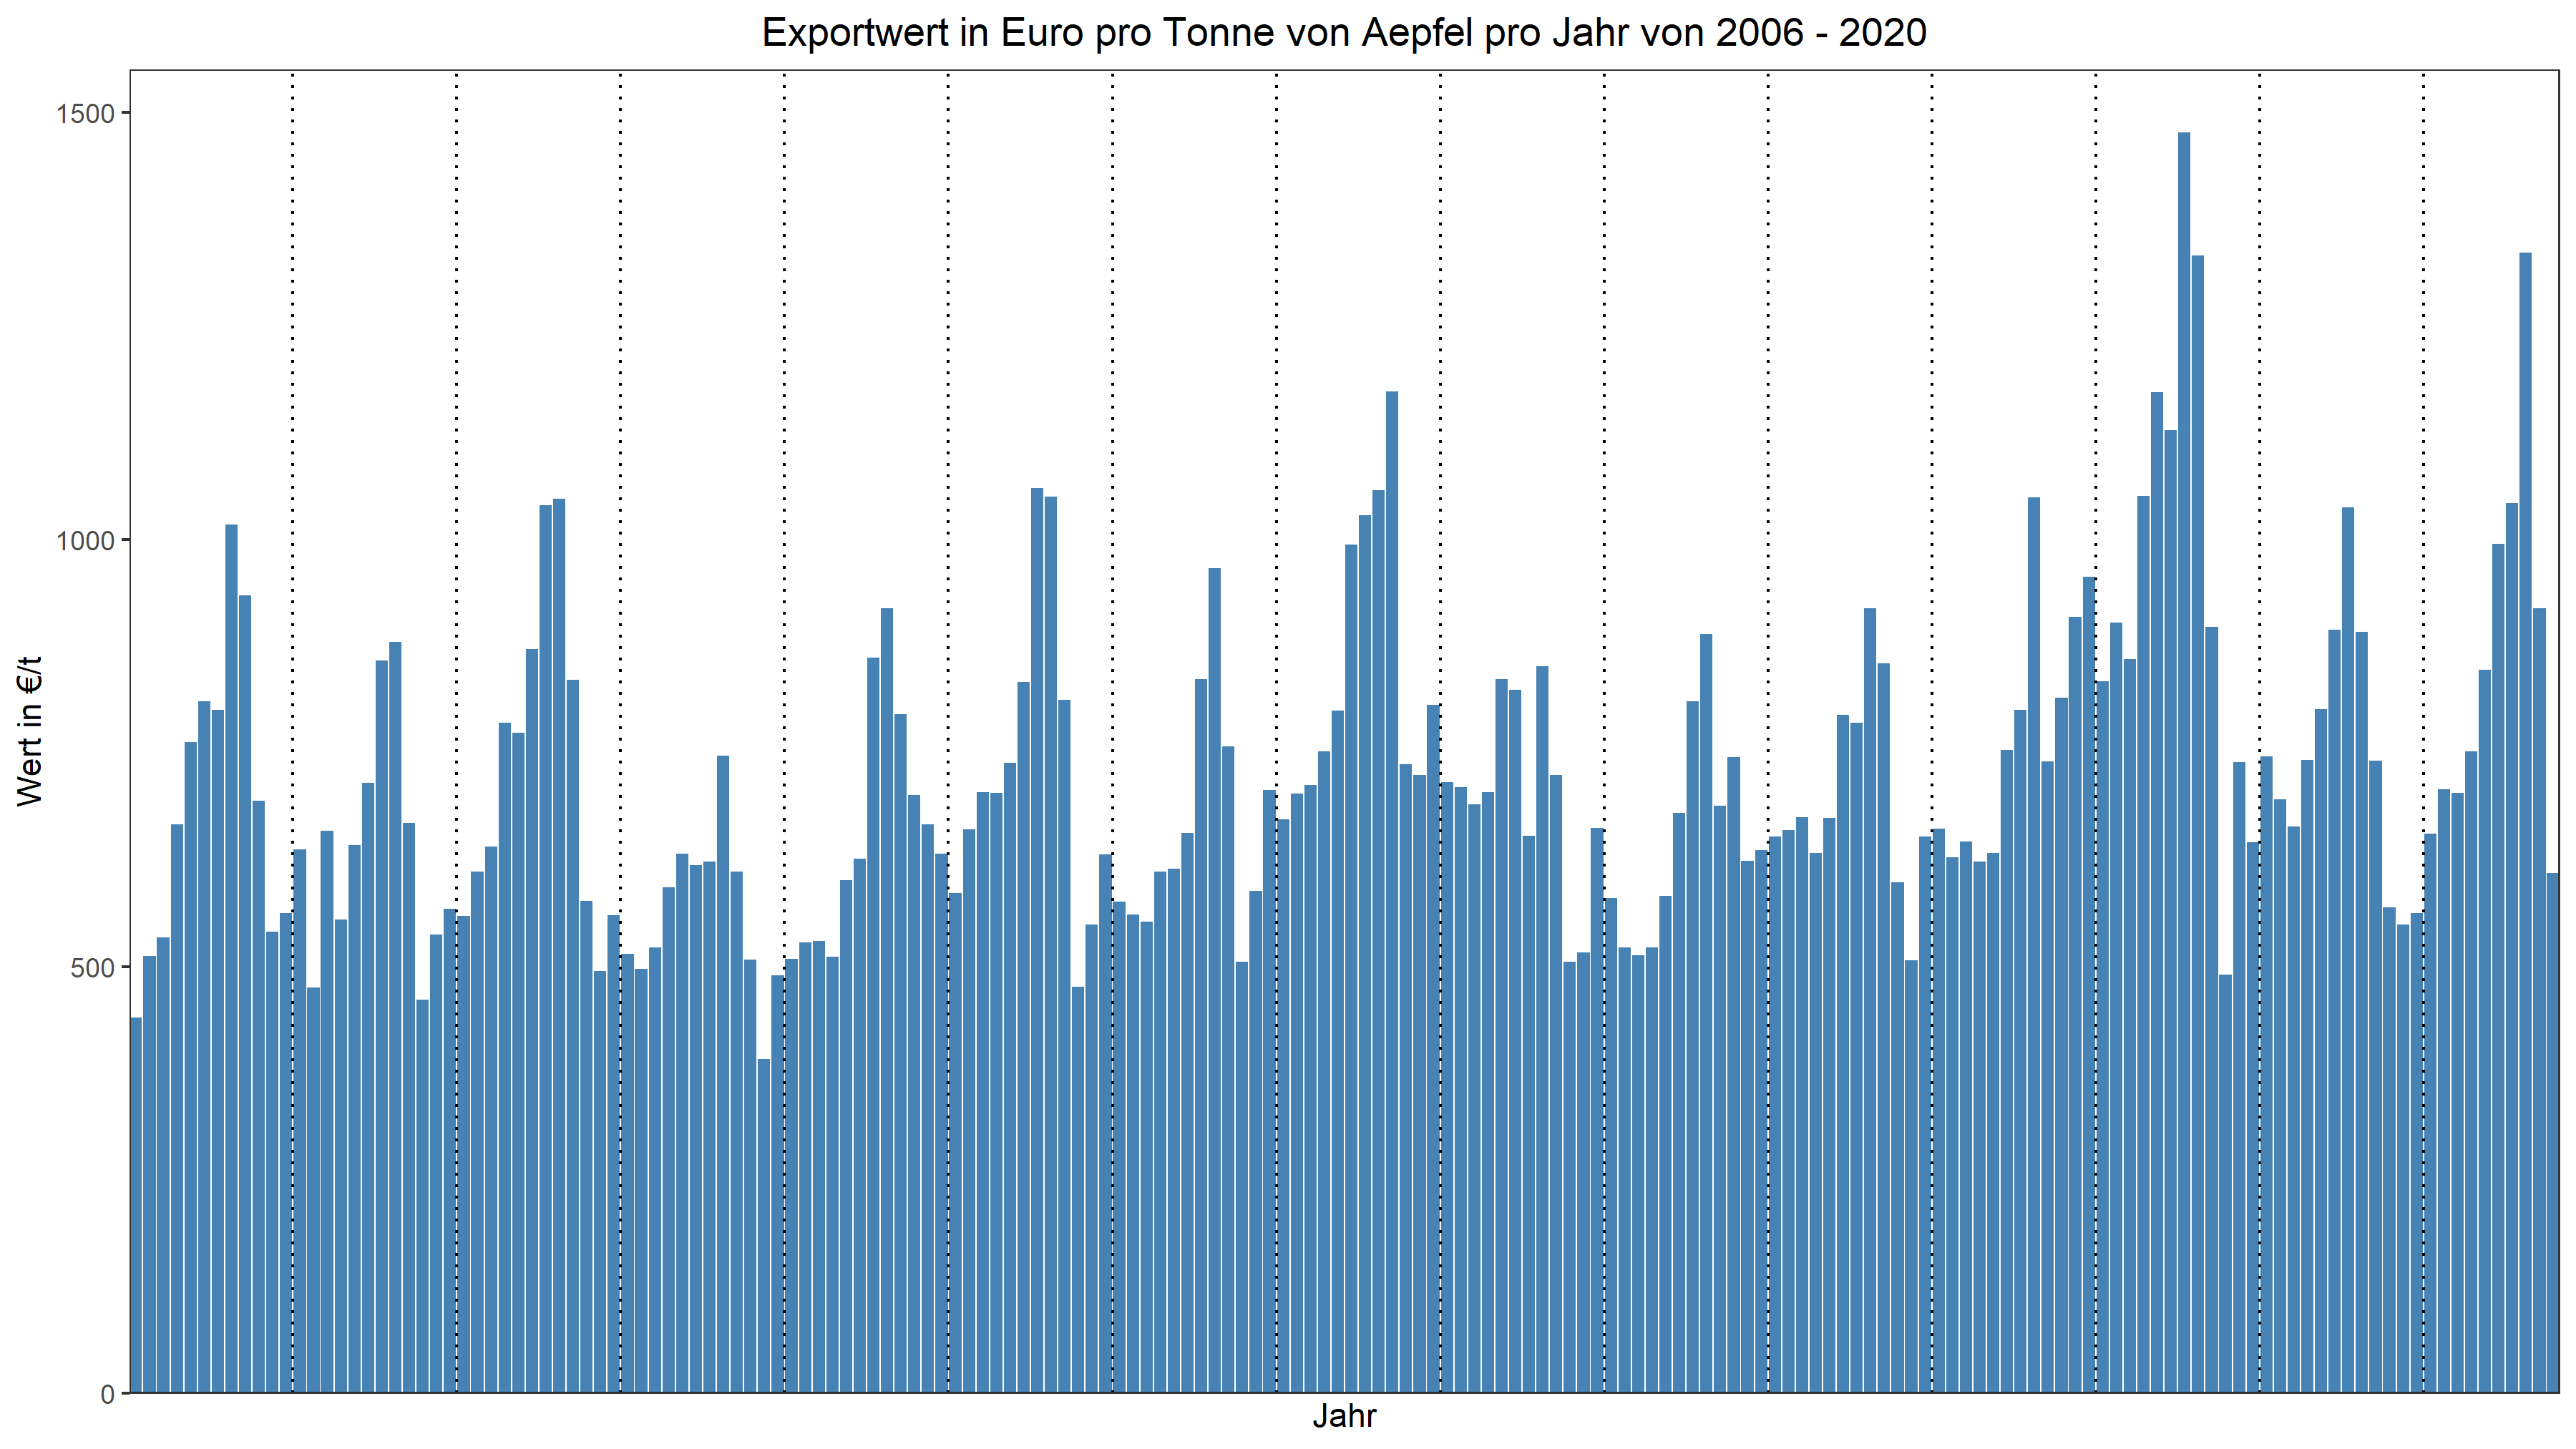 Exportwert in Euro pro Tonne von Aepfel pro Jahr von 2006 - 2020
1500
1000
500
0
Wert in €/t
Jahr